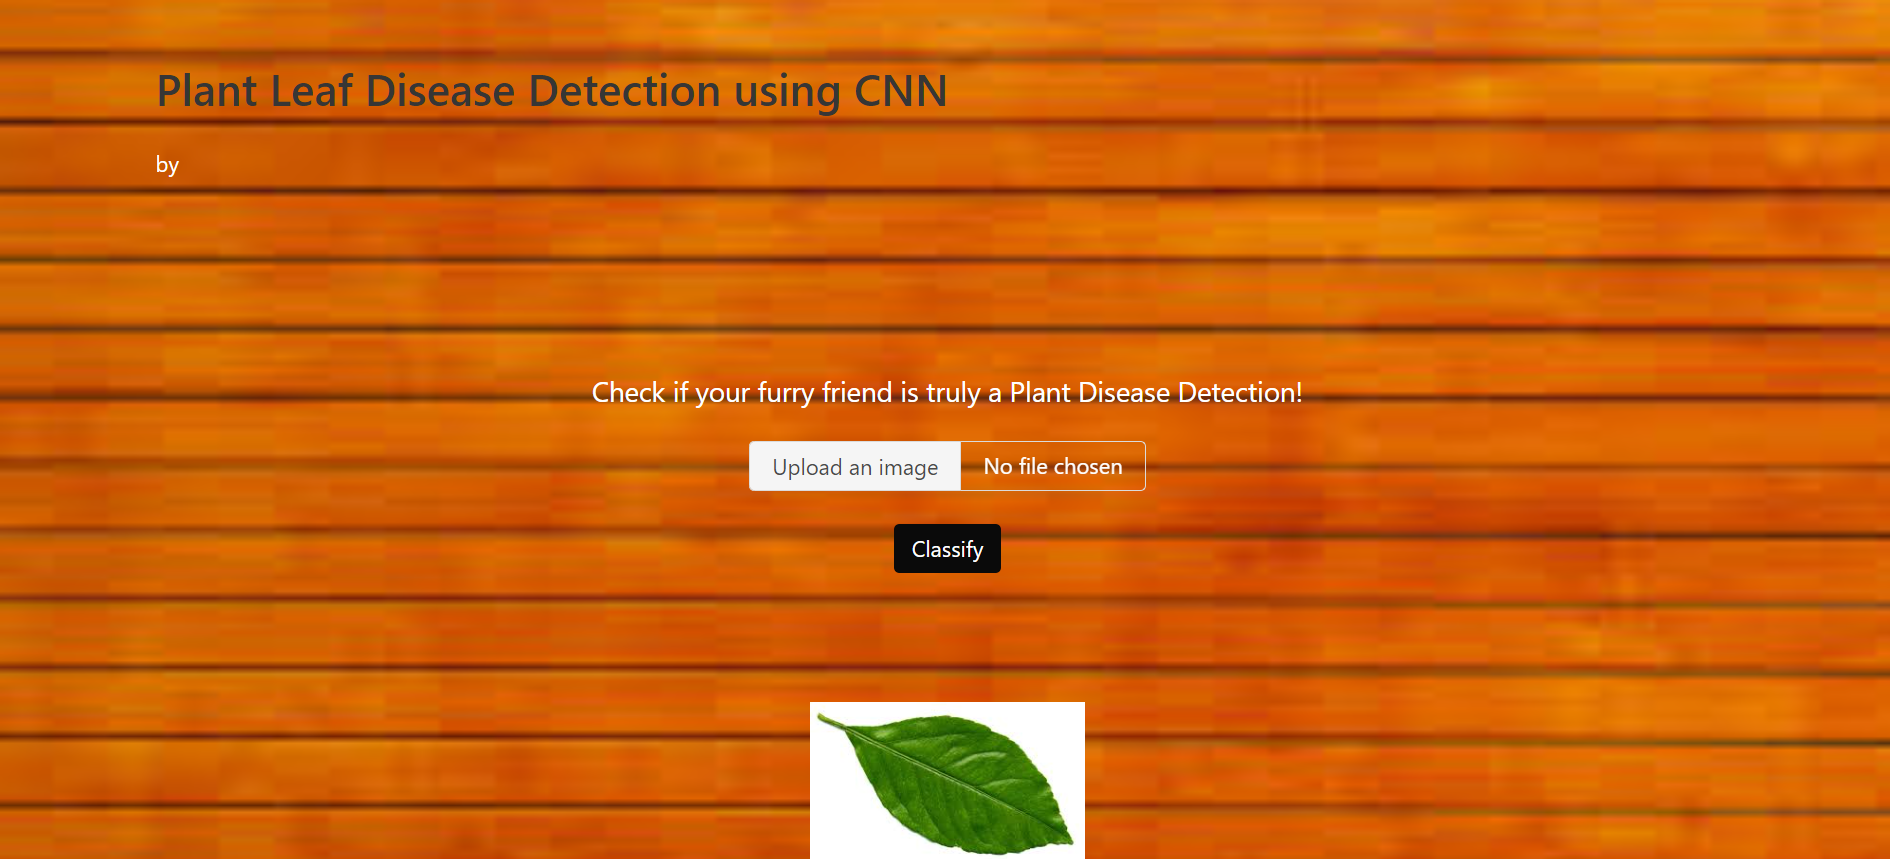 Plant Leaf Disease Detection using CNN
by
Check if your furry friend is truly a Plant Disease Detection!
Upload an image No file chosen
Classify